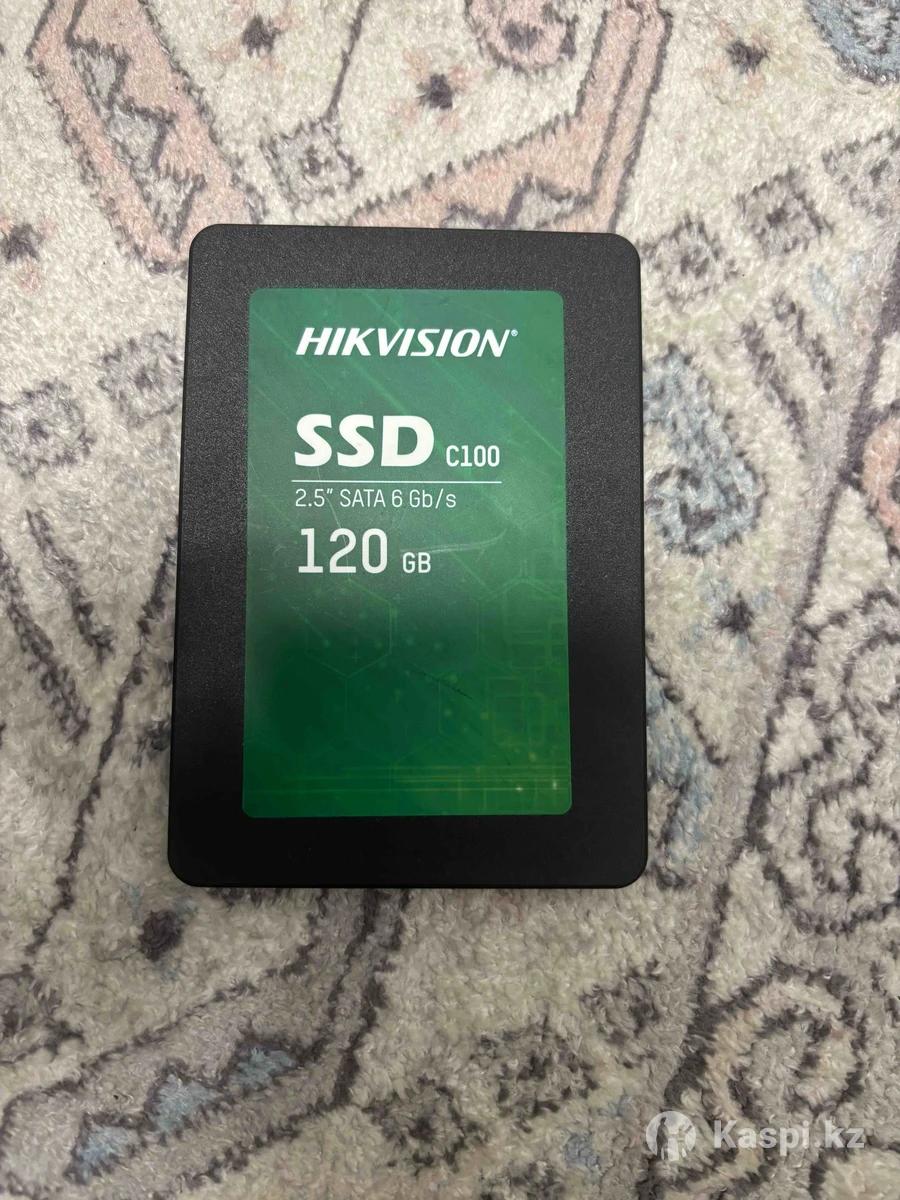 HIKVISION®
SSD C100
2.5" SATA 6 Gb/s
120 GB
Kaspi.kz